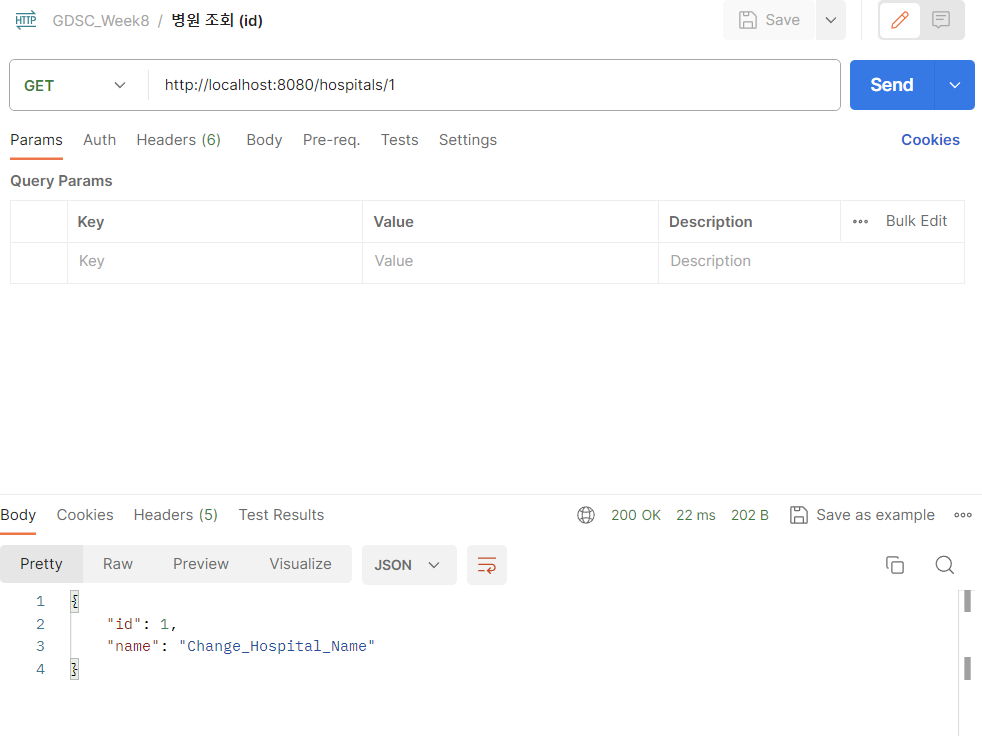 HTTP GDSC_Week8 / 병원 조회 (id) Save
GET http://localhost:8080/hospitals/1 Send
Params Auth Headers (6) Body Pre-req. Tests Settings Cookies
Query Params
Key Value Description Bulk Edit
Key Value Description
Body Cookies Headers (5) Test Results 200 OK 22 ms 202 B Save as example
Pretty Raw Preview Visualize JSON
1 {
2 "id": 1,
3 "name": "Change_Hospital_Name"
4 }